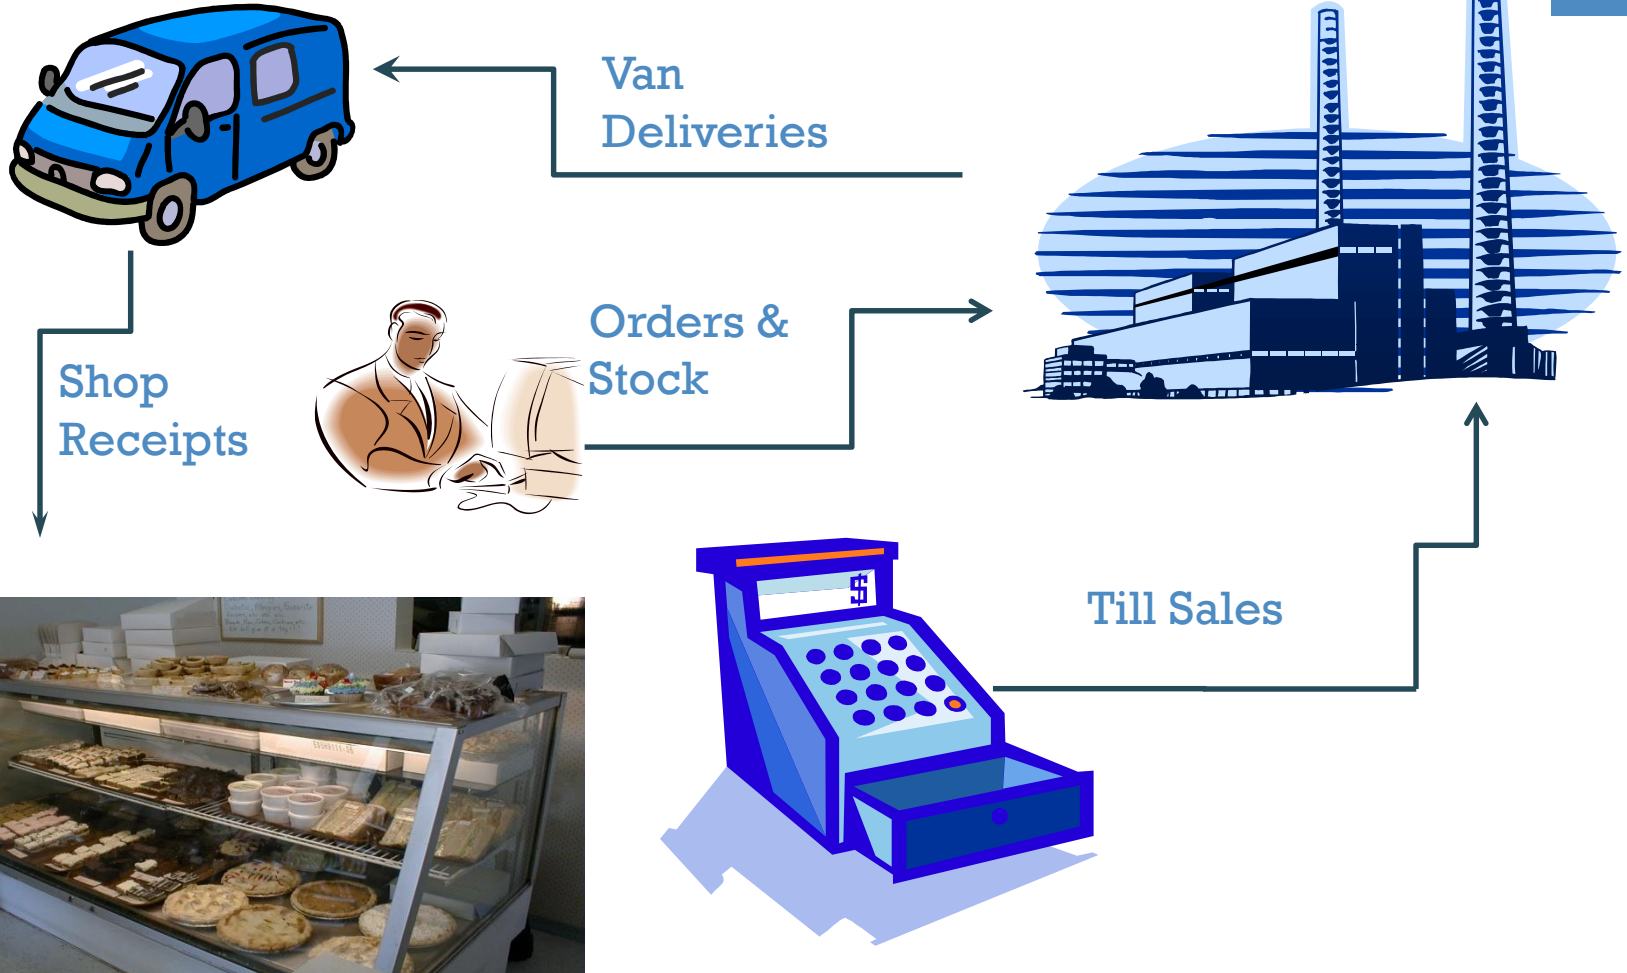 Van
Deliveries
Orders &
Stock
Shop
Receipts
$
Till Sales